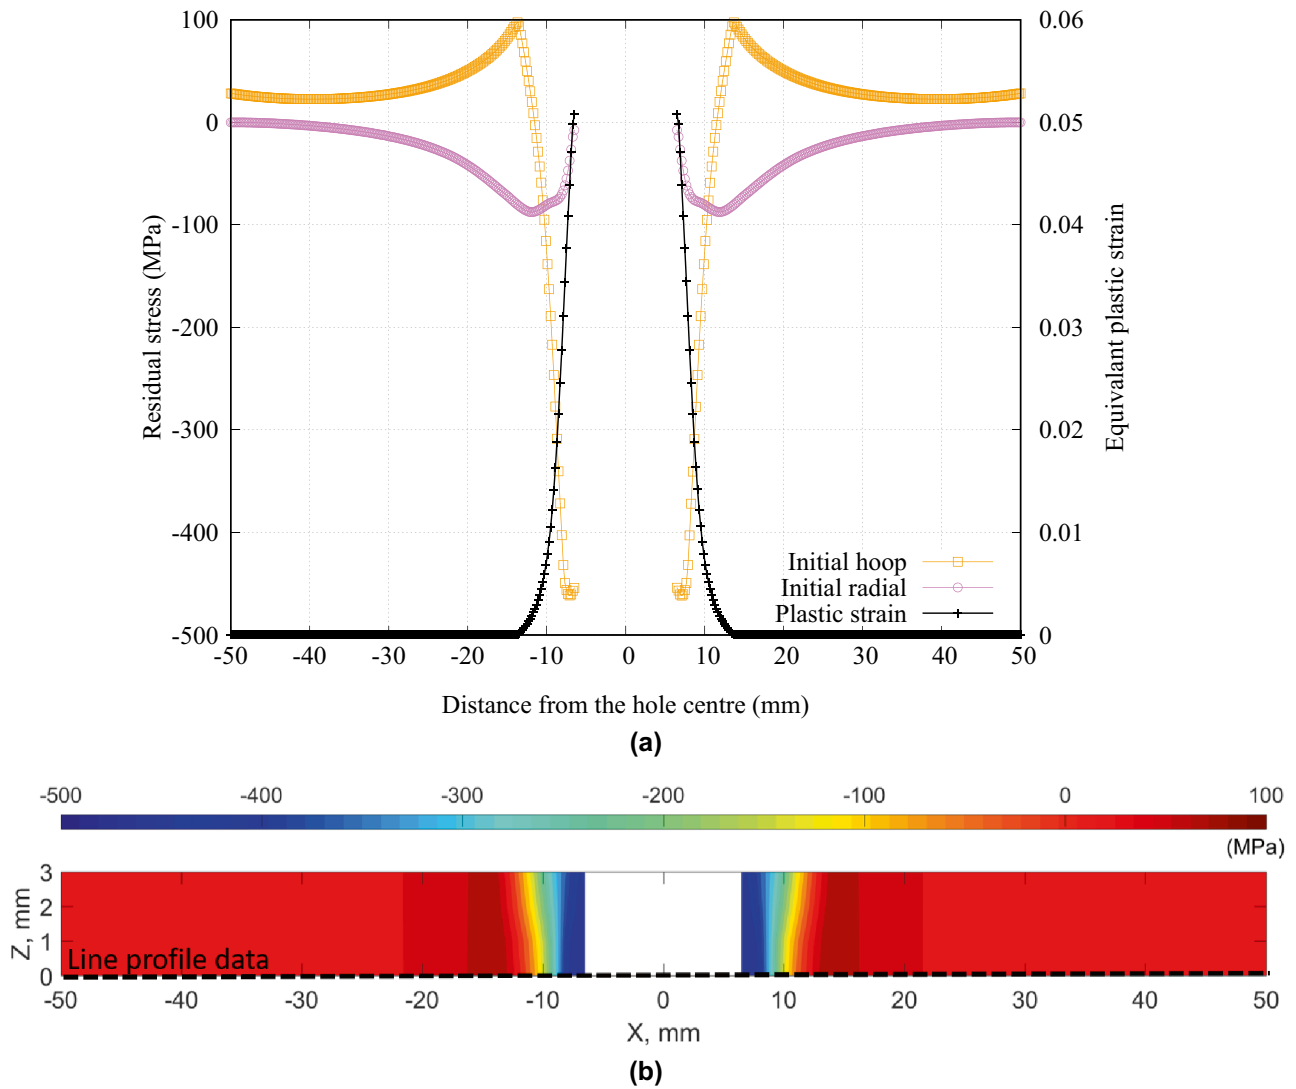 100
0
-100
-200
-300
-400
-500
Residual stress (MPa)
0.06
0.05
0.04
0.03
0.02
0.01
0
Equivalant plastic strain
Initial hoop
Initial radial
Plastic strain
-50 -40 -30 -20 -10 0 10 20 30 40 50
Distance from the hole centre (mm)
(a)
-500 -400 -300 -200 -100 0 100
(MPa)
3
2
1
0
Z, mm
Line profile data
-50 -40 -30 -20 -10 0 10 20 30 40 50
X, mm
(b)